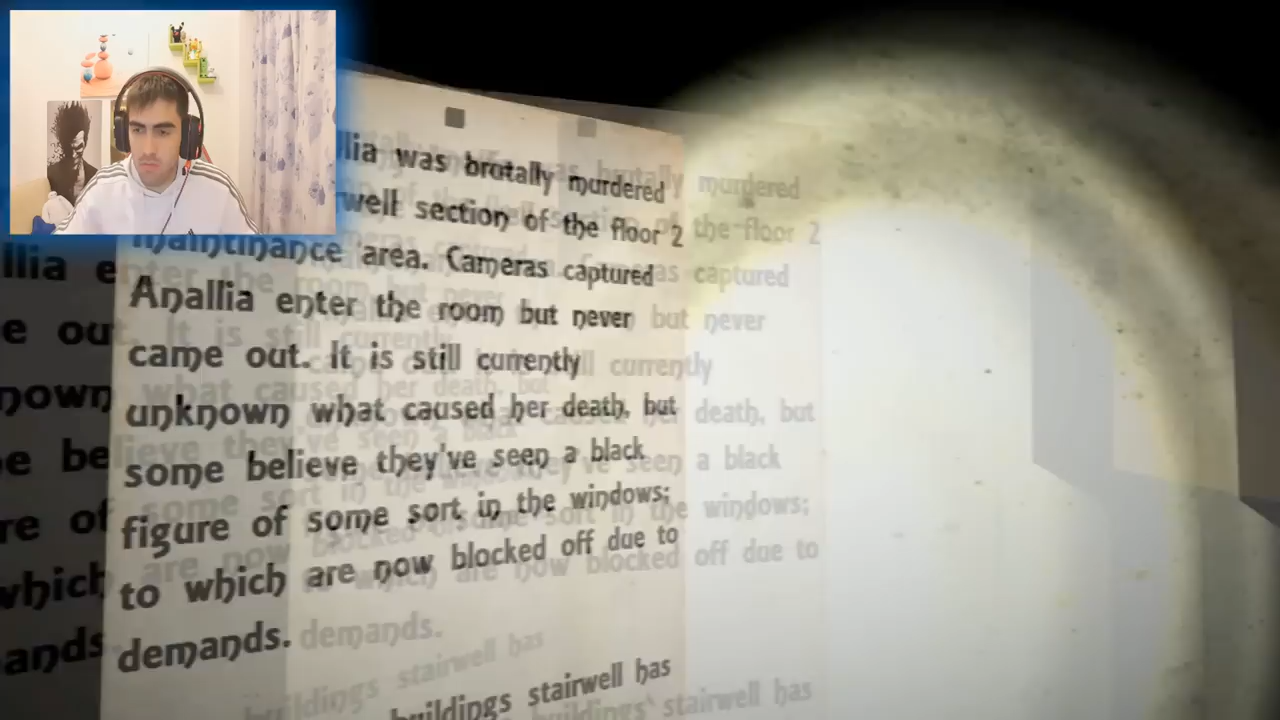 llia was brutally murdered
well section of the floor 2
maintinance area. Cameras captured
Anallia enter the room but never
came out. It is still currently
unknown what caused her death, but
some believe they've seen a black
figure of some sort in the windows;
to which are now blocked off due to
demands.
buildings stairwell has